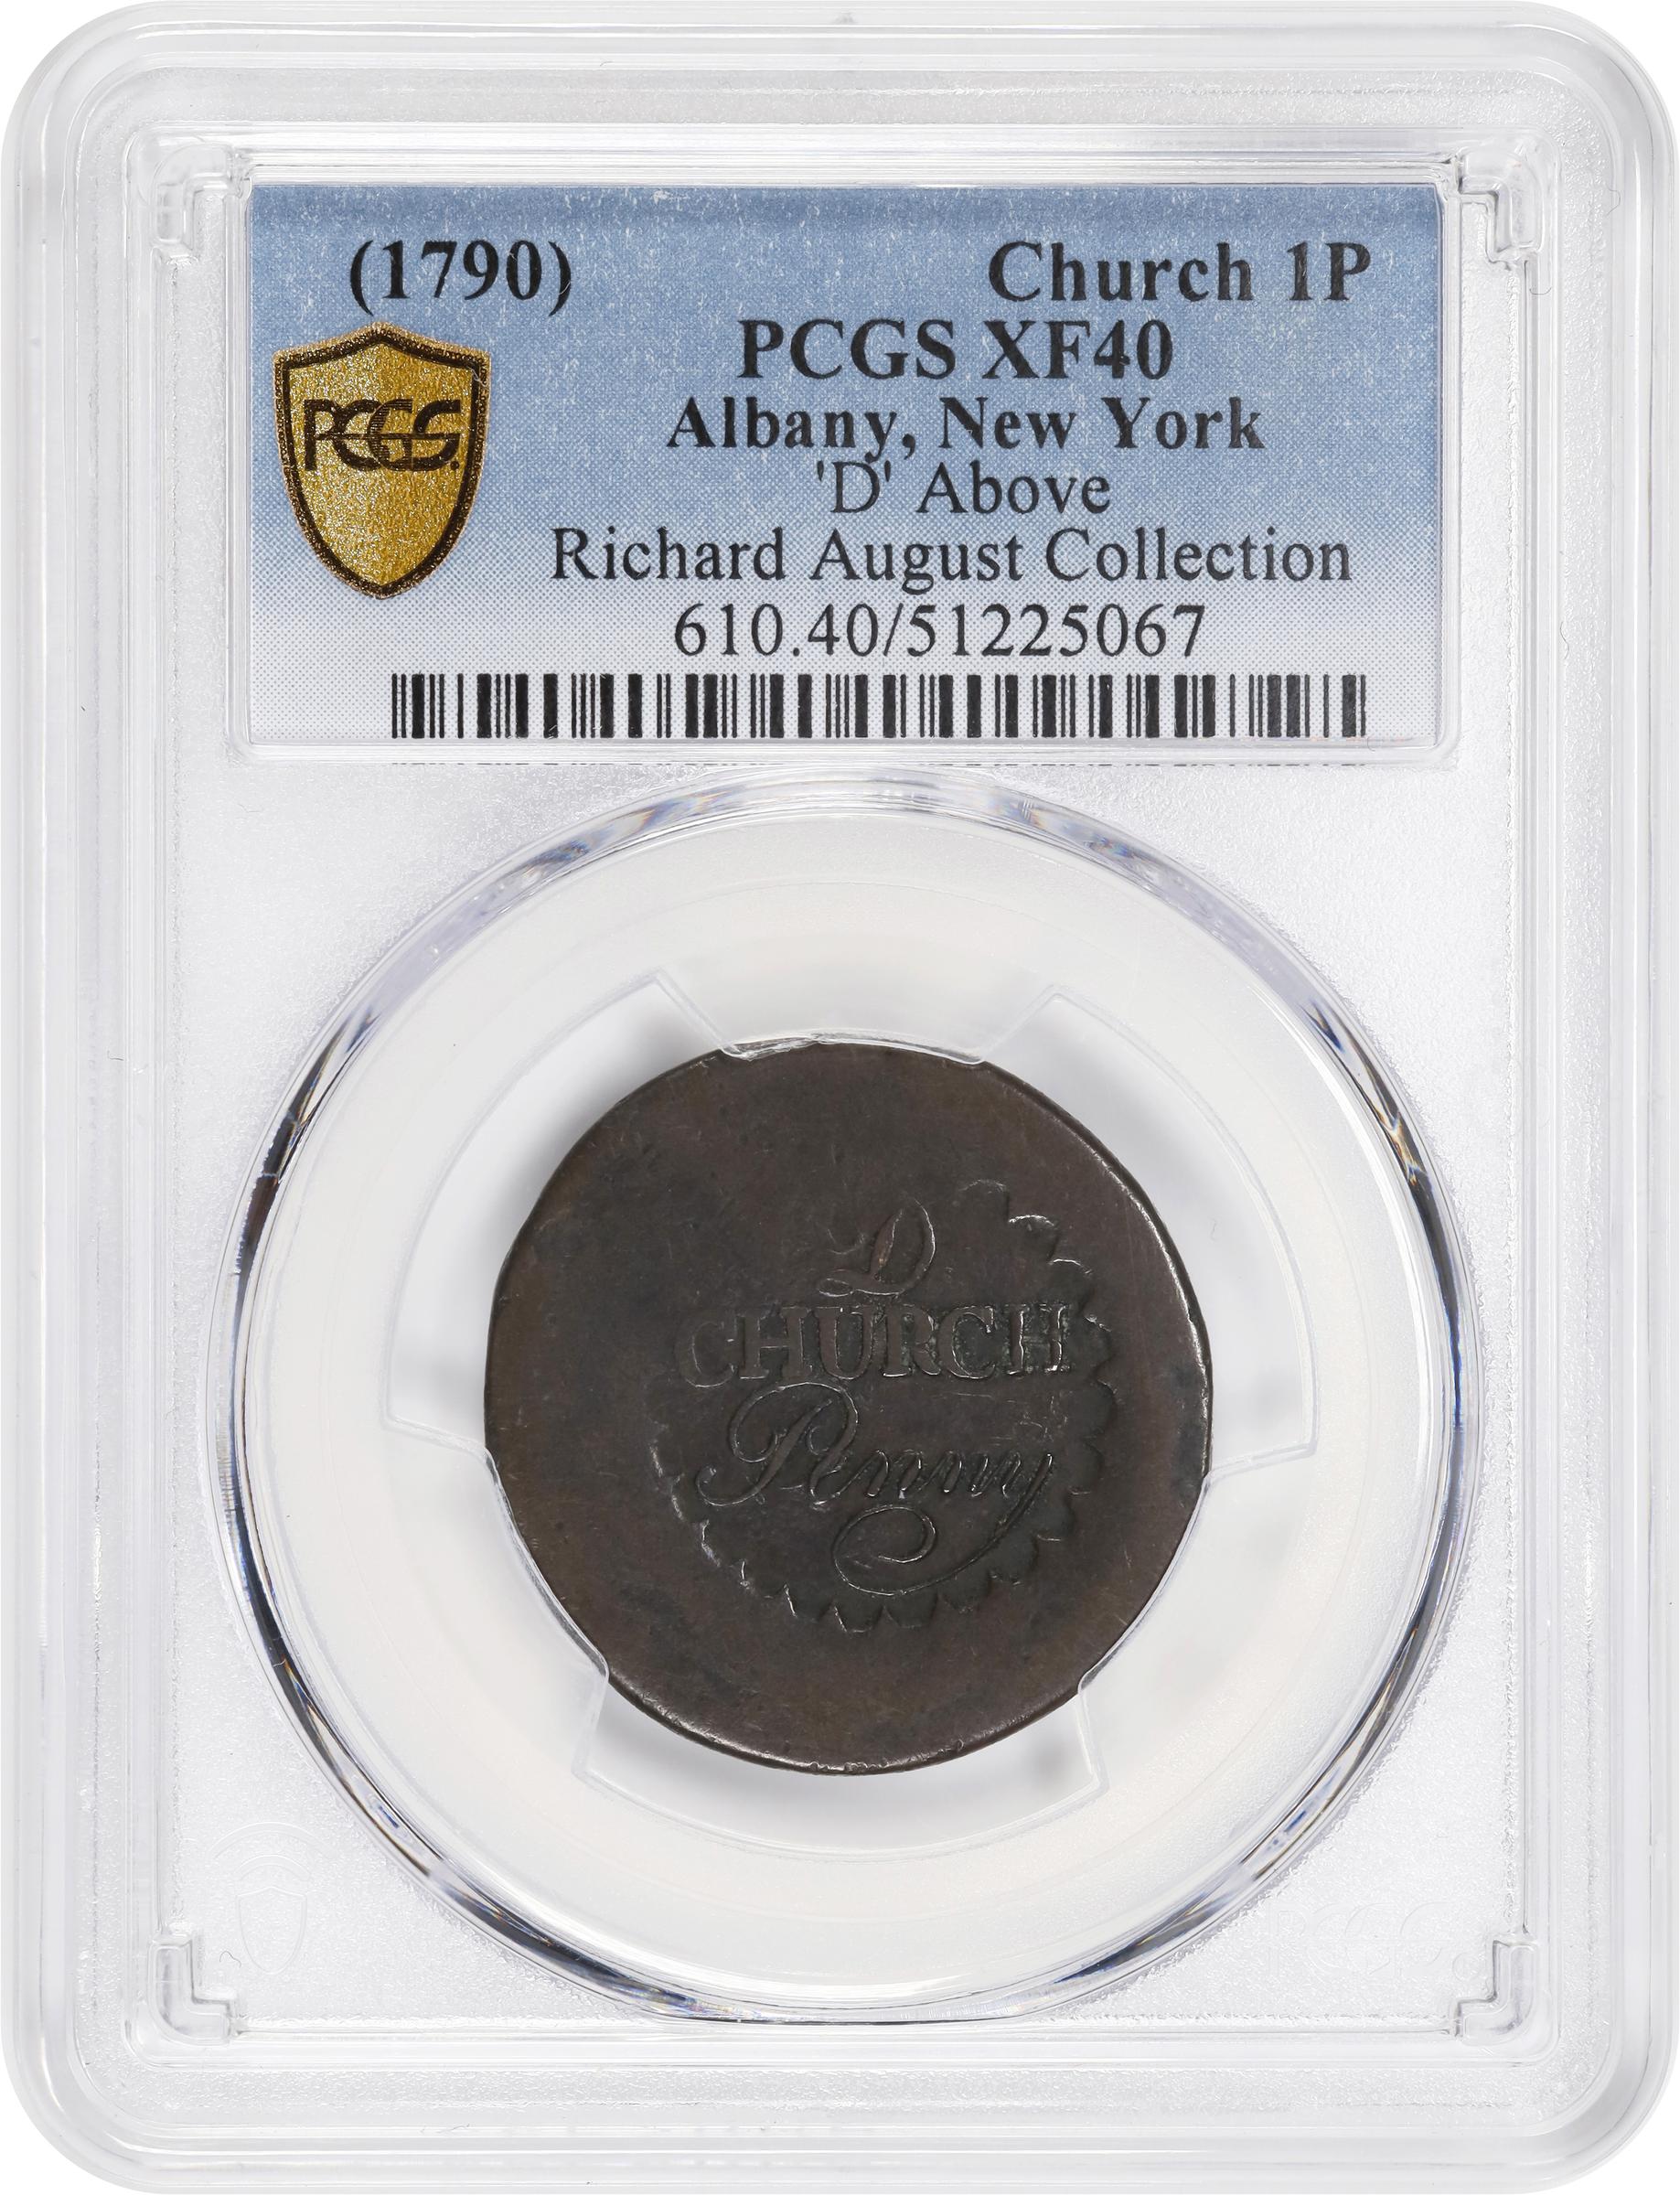 (1790) Church 1P
PCGS XF40
Albany, New York
'D' Above
Richard August Collection
610.40/51225067
PCGS.
D
CHURCH
Penny